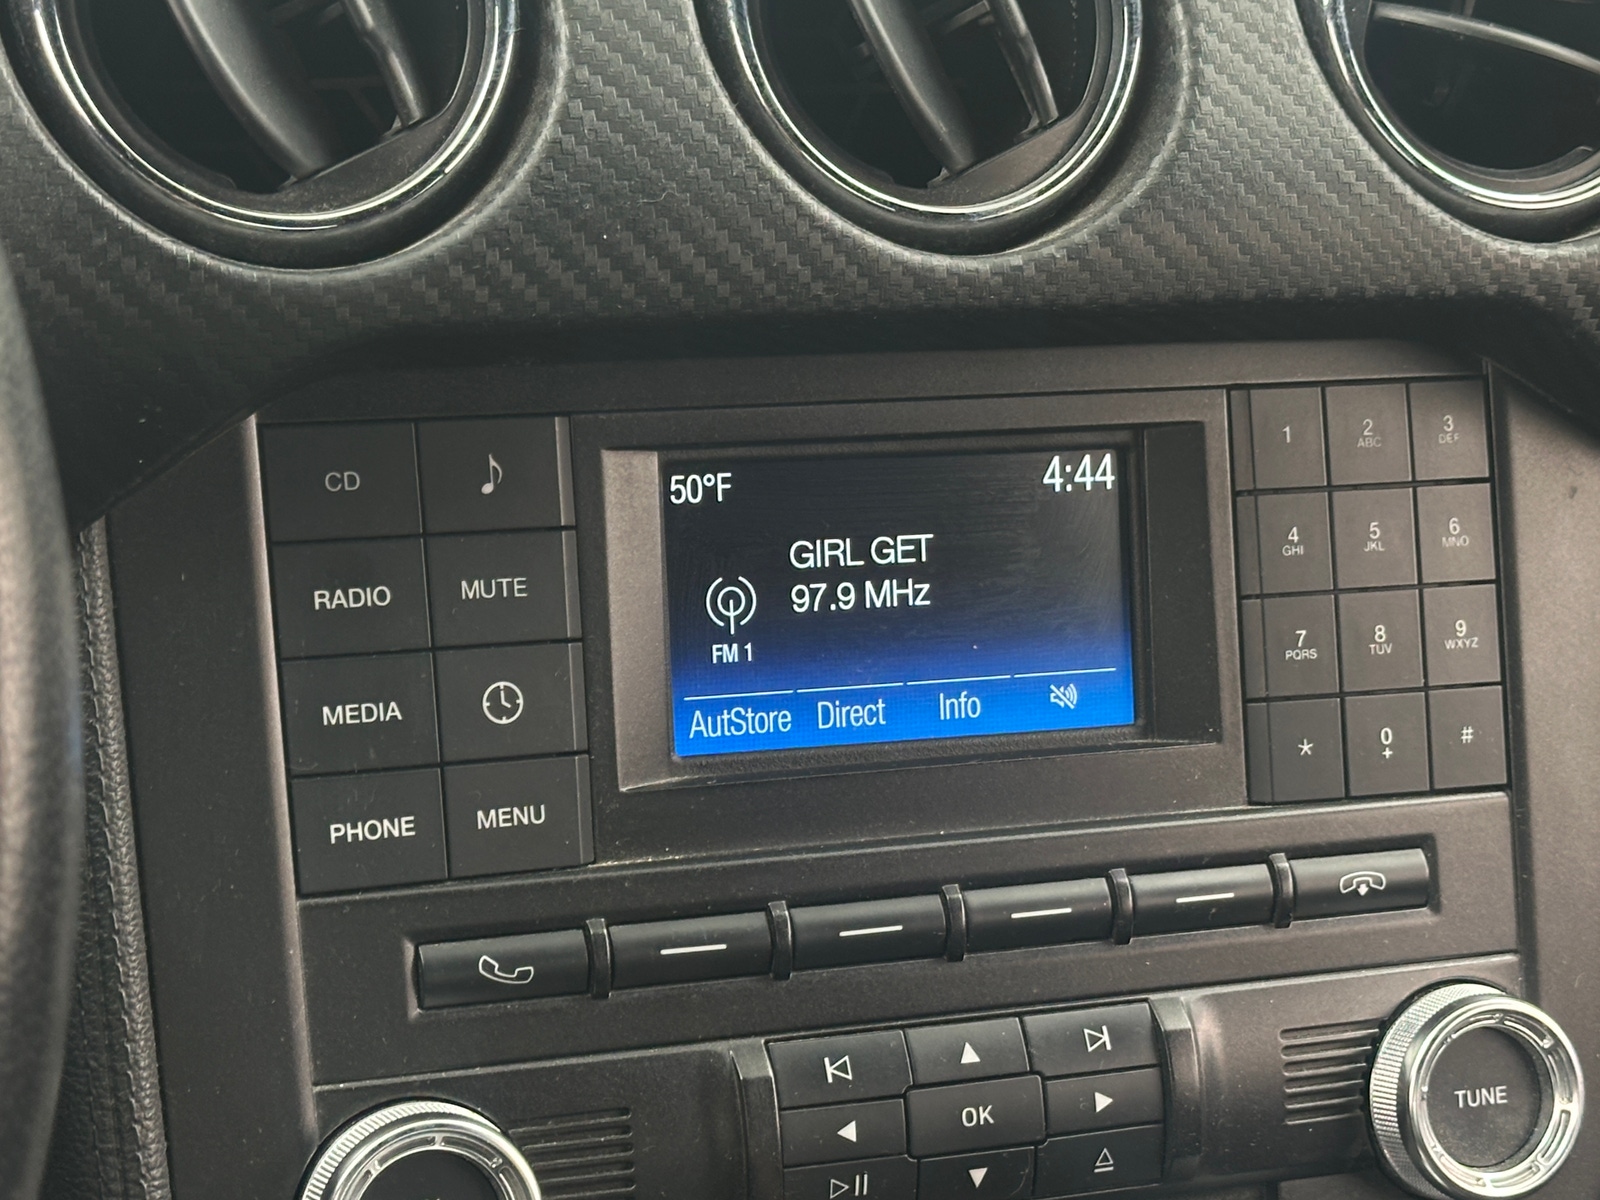 50°F
4:44
GIRL GET
97.9 MHz
FM 1
AutStore Direct Info
CD
RADIO MUTE
MEDIA
PHONE MENU
1 2 ABC 3 DEF
4 GHI 5 JKL 6 MNO
7 PQRS 8 TUV 9 WXYZ
* 0 + #
OK
TUNE